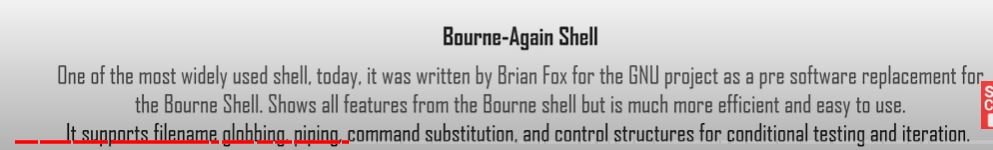 Bourne-Again Shell
One of the most widely used shell, today, it was written by Brian Fox for the GNU project as a pre software replacement for
the Bourne Shell. Shows all features from the Bourne shell but is much more efficient and easy to use.
It supports filename globbing, piping, command substitution, and control structures for conditional testing and iteration.